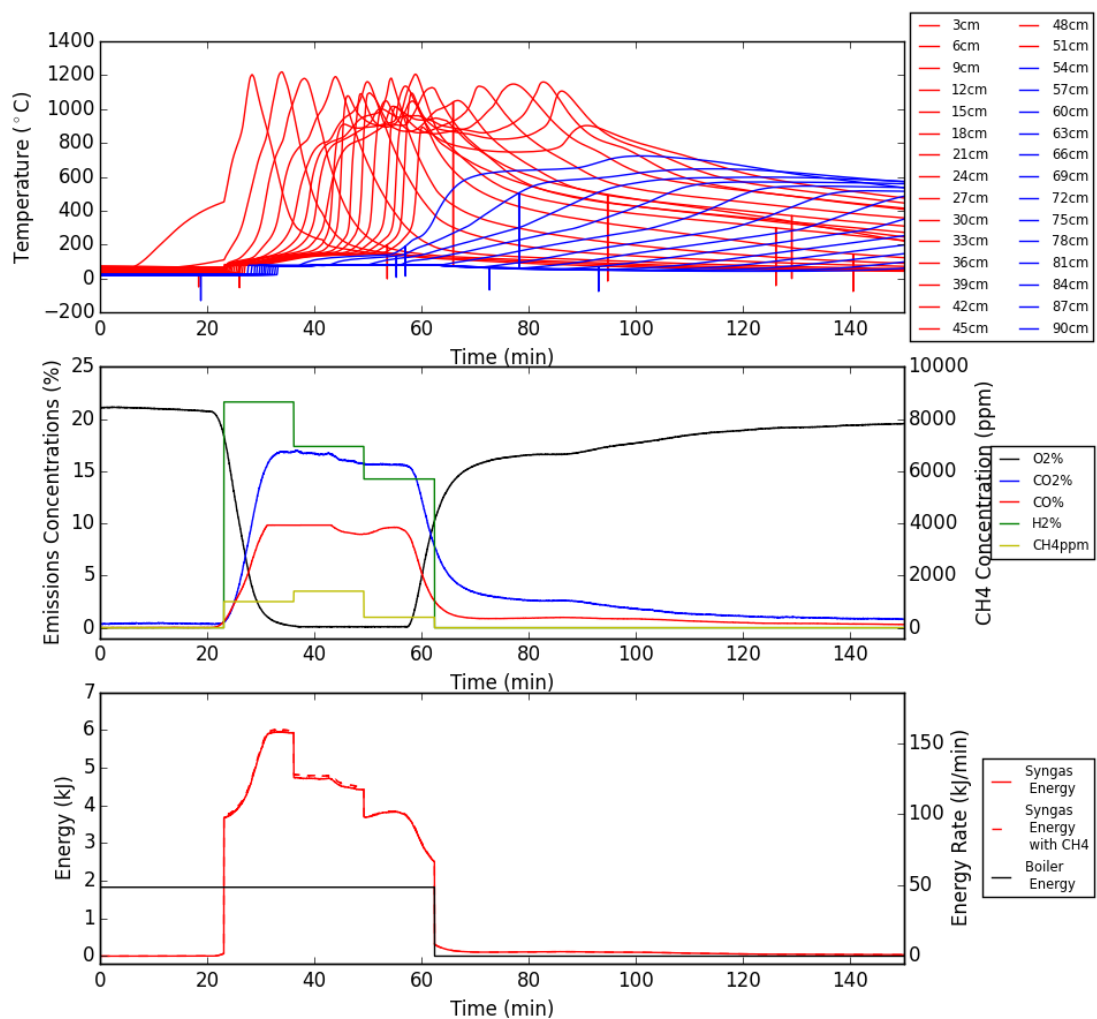 1400
1200
1000
800
600
400
200
0
−200
Temperature (°C)
0 20 40 60 80 100 120 140
Time (min)
3cm 48cm
6cm 51cm
9cm 54cm
12cm 57cm
15cm 60cm
18cm 63cm
21cm 66cm
24cm 69cm
27cm 72cm
30cm 75cm
33cm 78cm
36cm 81cm
39cm 84cm
42cm 87cm
45cm 90cm
25
20
15
10
5
0
Emissions Concentrations (%)
10000
8000
6000
4000
2000
0
CH4 Concentration (ppm)
0 20 40 60 80 100 120 140
Time (min)
O2%
CO2%
CO%
H2%
CH4ppm
7
6
5
4
3
2
1
0
Energy (kJ)
150
100
50
0
Energy Rate (kJ/min)
0 20 40 60 80 100 120 140
Time (min)
Syngas
Energy
Syngas
Energy
with CH4
Boiler
Energy